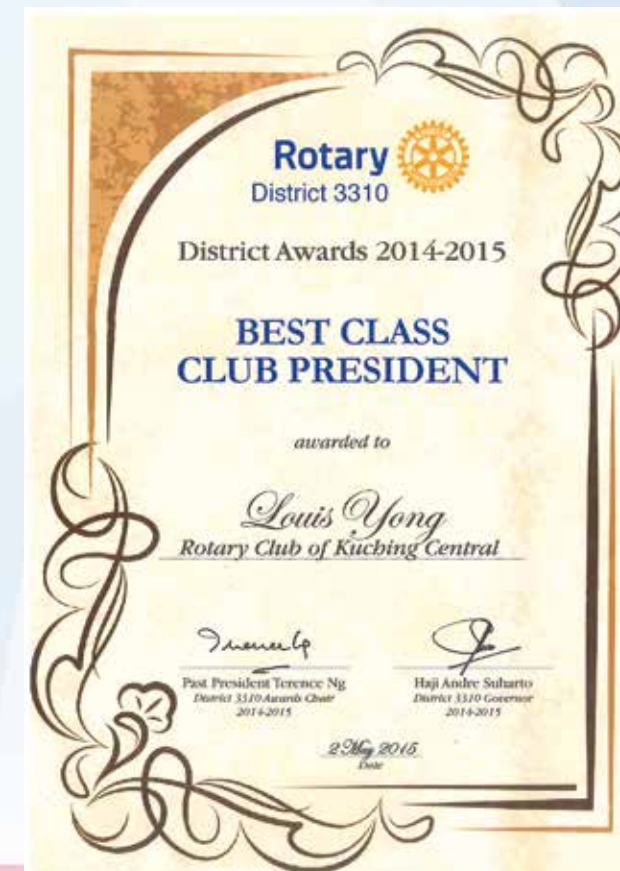 Rotary
District 3310
District Awards 2014-2015
BEST CLASS
CLUB PRESIDENT
awarded to
Louis Yong
Rotary Club of Kuching Central
Past President Terence Ng
District 3310 Awards Chair
2014-2015
Haji Andre Suharto
District 3310 Governor
2014-2015
2 May 2015
Date